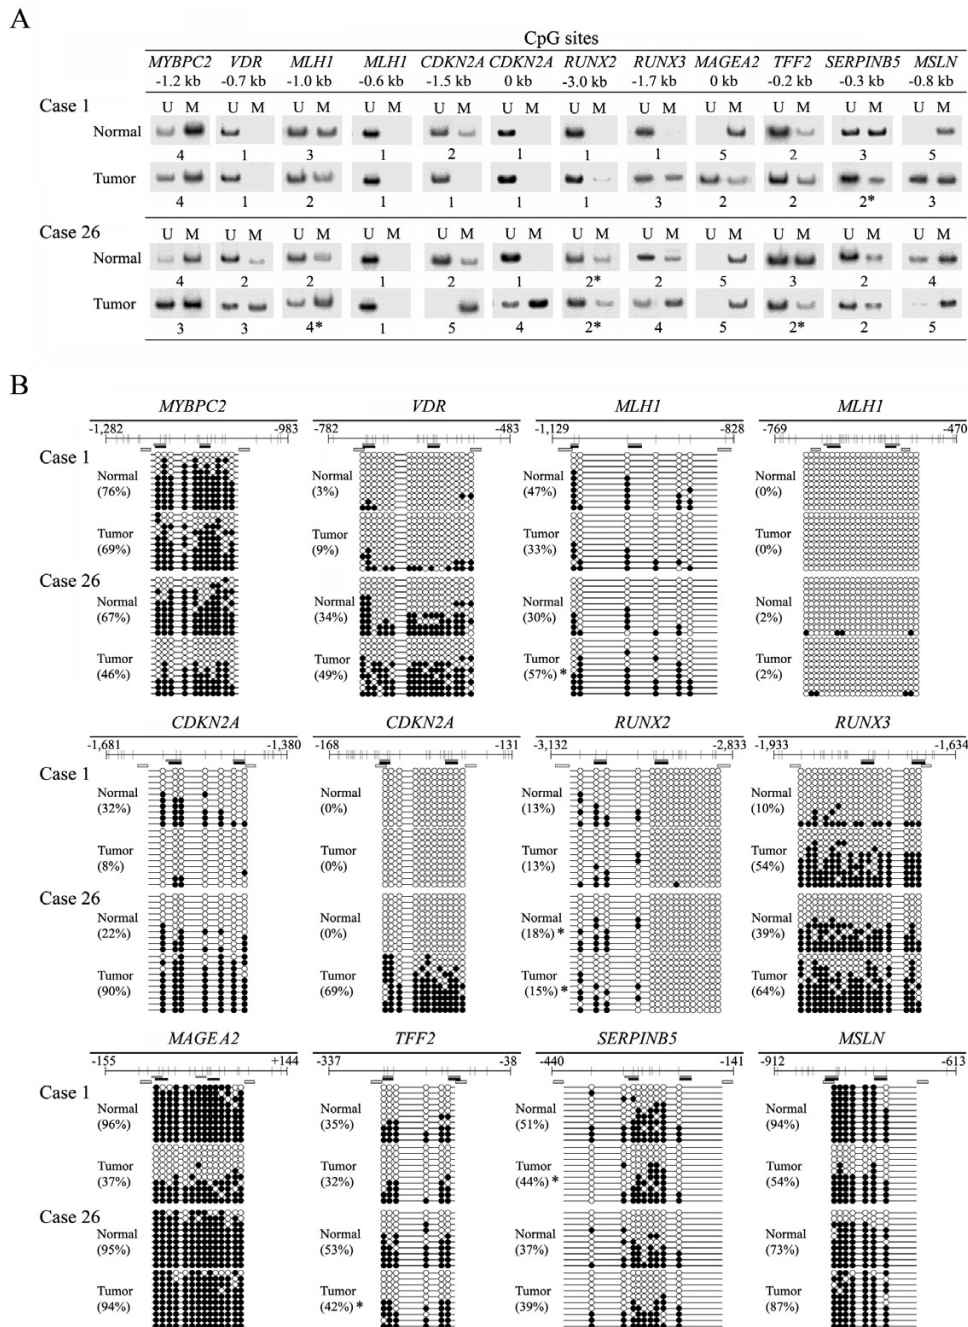 A
CpG sites
MYBPC2 VDR MLH1 MLH1 CDKN2A CDKN2A RUNX2 RUNX3 MAGEA2 TFF2 SERPINB5 MSLN
-1.2 kb -0.7 kb -1.0 kb -0.6 kb -1.5 kb 0 kb -3.0 kb -1.7 kb 0 kb -0.2 kb -0.3 kb -0.8 kb
Case 1 U M U M U M U M U M U M U M U M U M U M U M U M
Normal
4 1 3 1 2 1 1 1 5 2 3 5
Tumor
4 1 2 1 1 1 1 3 2 2 2* 3
Case 26 U M U M U M U M U M U M U M U M U M U M U M U M
Normal
4 2 2 1 2 1 2* 2 5 3 2 4
Tumor
3 3 4* 1 5 4 2* 4 5 2* 2 5
B
MYBPC2 VDR MLH1 MLH1
-1,282 -983 -782 -483 -1,129 -828 -769 -470
Case 1
Normal Normal Normal Normal
(76%) (3%) (47%) (0%)
Tumor Tumor Tumor Tumor
(69%) (9%) (33%) (0%)
Case 26
Normal Normal Normal Nomal
(67%) (34%) (30%) (2%)
Tumor Tumor Tumor Tumor
(46%) (49%) (57%) * (2%)
CDKN2A CDKN2A RUNX2 RUNX3
-1,681 -1,380 -168 -131 -3,132 -2,833 -1,933 -1,634
Case 1
Normal Normal Normal Normal
(32%) (0%) (13%) (10%)
Tumor Tumor Tumor Tumor
(8%) (0%) (13%) (54%)
Case 26
Normal Normal Normal Normal
(22%) (0%) (18%) * (39%)
Tumor Tumor Tumor Tumor
(90%) (69%) (15%) * (64%)
MAGEA2 TFF2 SERPINB5 MSLN
-155 +144 -337 -38 -440 -141 -912 -613
Case 1
Normal Normal Normal Normal
(96%) (35%) (51%) (94%)
Tumor Tumor Tumor Tumor
(37%) (32%) (44%) * (54%)
Case 26
Normal Normal Normal Normal
(95%) (53%) (37%) (73%)
Tumor Tumor Tumor Tumor
(94%) (42%) * (39%) (87%)